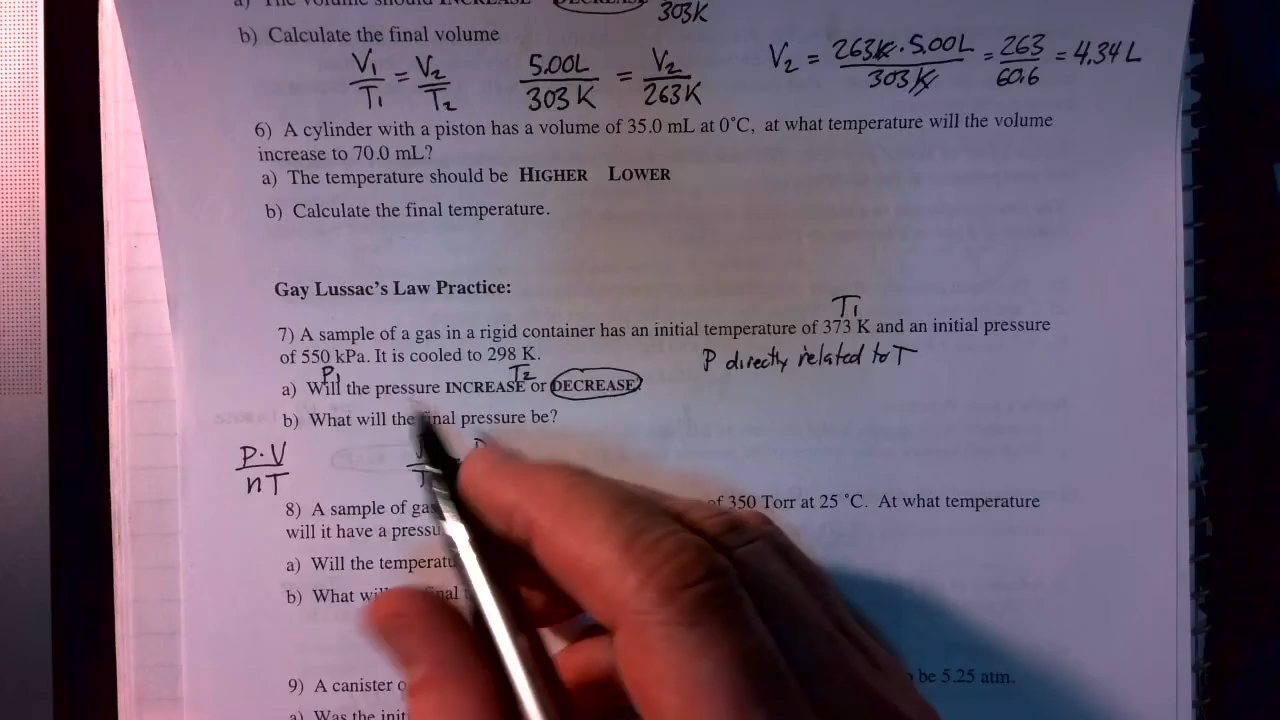 a) The volume should INCREASE DECREASE
303K
b) Calculate the final volume
V₁/T₁ = V₂/T₂ 5.00L/303 K = V₂/263K V₂ = 263K · 5.00L/303K = 263/60.6 = 4.34 L
6) A cylinder with a piston has a volume of 35.0 mL at 0°C, at what temperature will the volume
increase to 70.0 mL?
a) The temperature should be HIGHER LOWER
b) Calculate the final temperature.
Gay Lussac's Law Practice:
T₁
7) A sample of a gas in a rigid container has an initial temperature of 373 K and an initial pressure
of 550 kPa. It is cooled to 298 K. P directly related to T
P₁ T₂
a) Will the pressure INCREASE or DECREASE?
b) What will the final pressure be?
P·V/nT
8) A sample of gas of 350 Torr at 25 °C. At what temperature
will it have a
a) Will the
b) What
9) A canister be 5.25 atm.
a) Was the